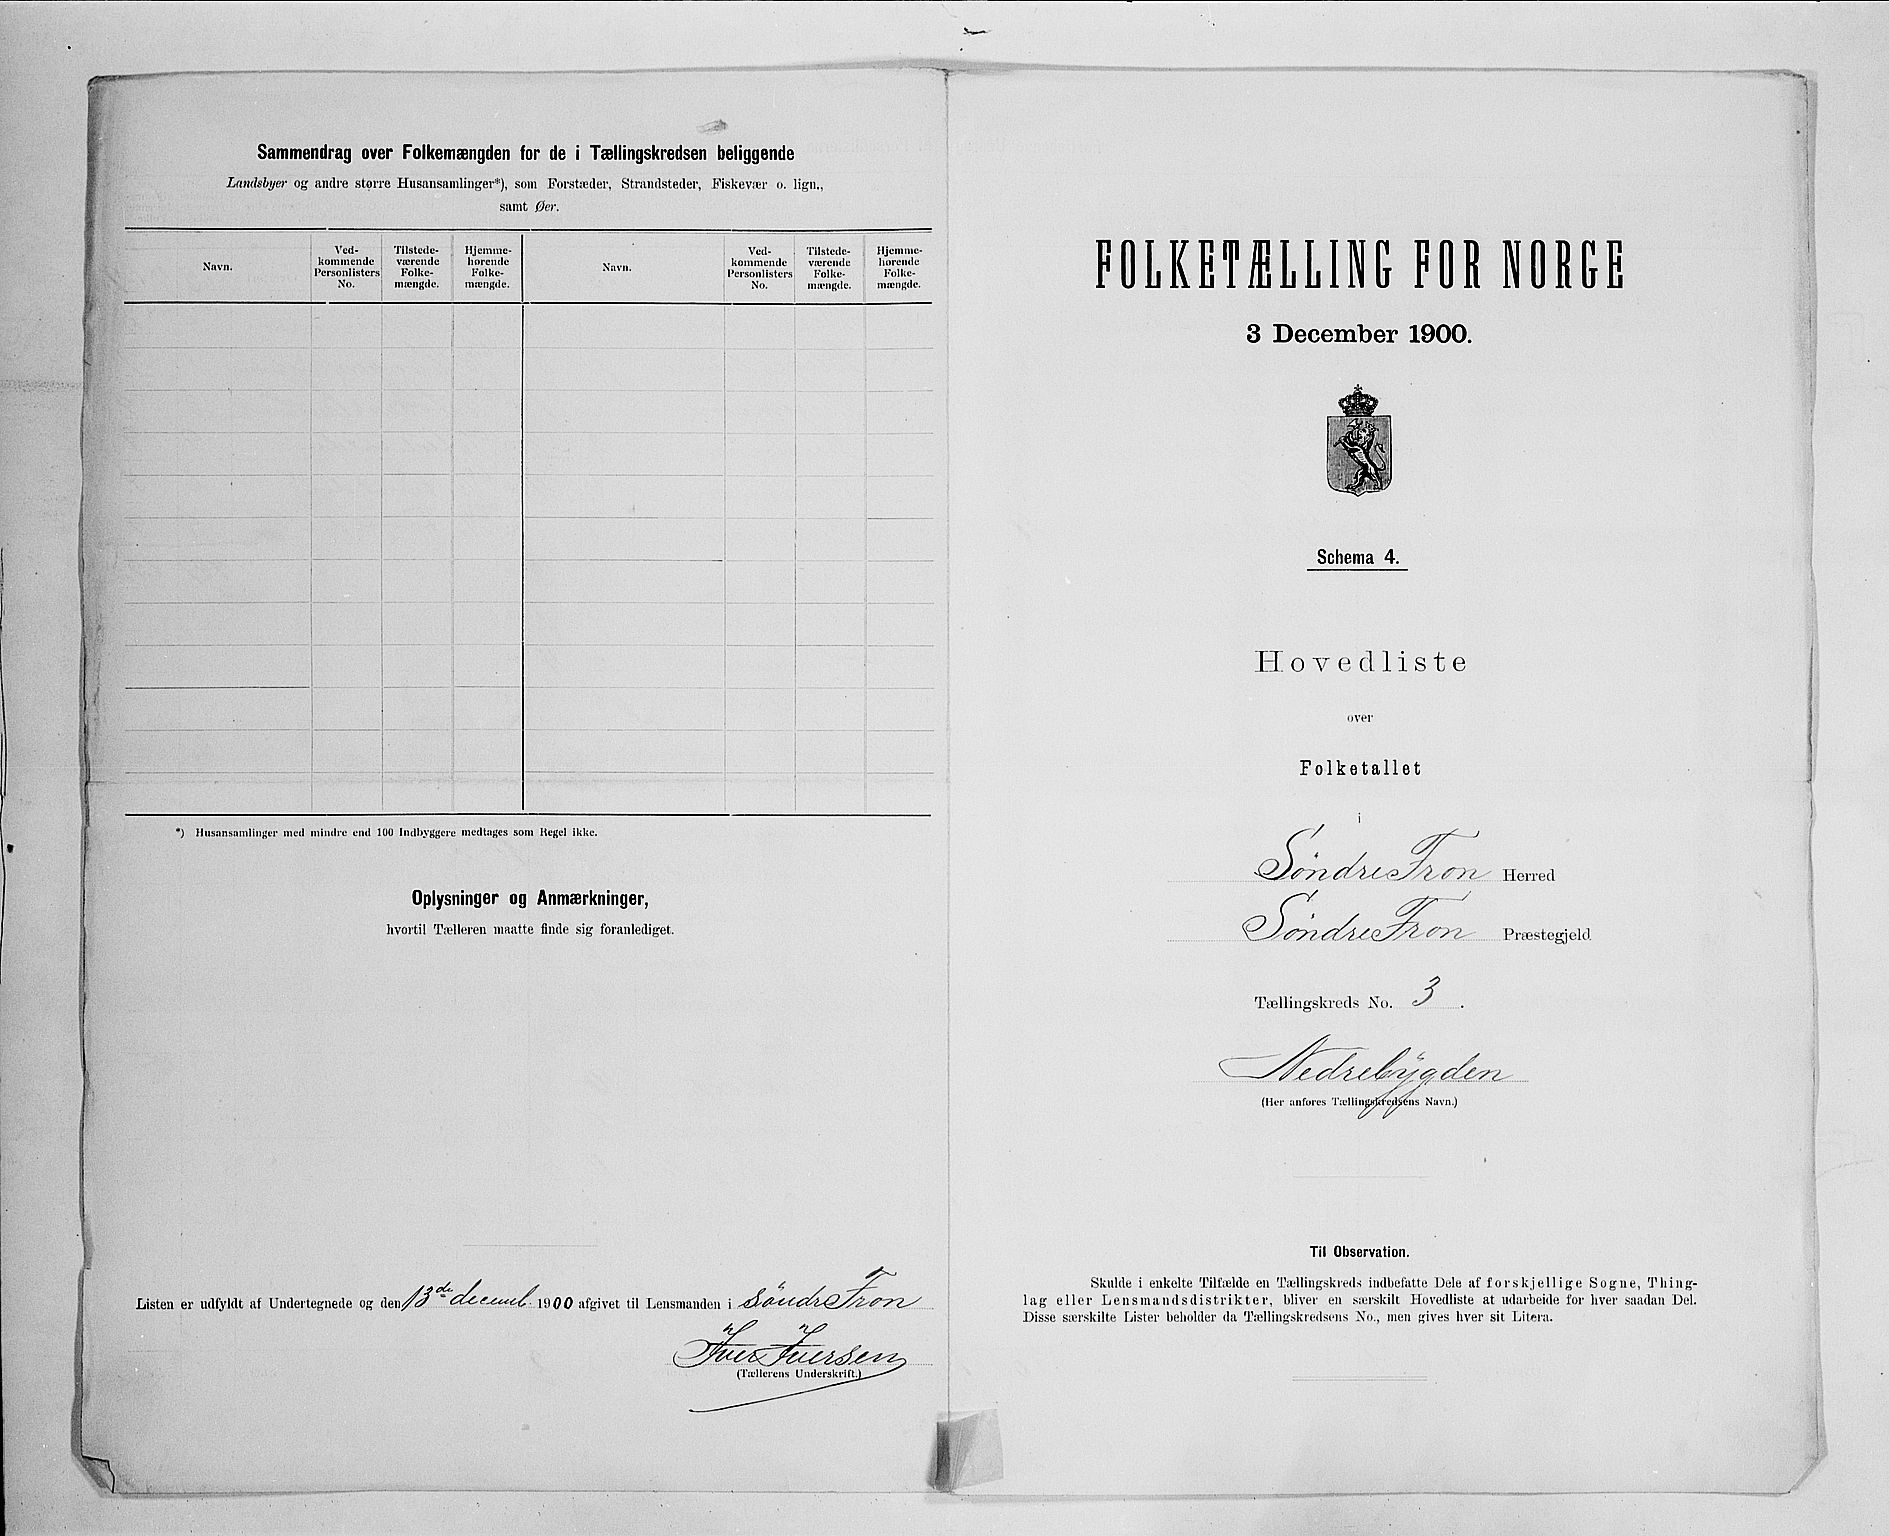 Sammendrag over Folkemængden for de i Tællingskredsen beliggende
Landsbyer og andre større Husansamlinger*), som Forstæder, Strandsteder, Fiskevær o. lign.,
samt Øer.
Navn.
Ved-
kommende
Personlisters
No.
Tilstede-
værende
Folke-
mængde.
Hjemme-
hørende
Folke-
mængde.
Navn.
Ved-
kommende
Personlisters
No.
Tilstede-
værende
Folke-
mængde.
Hjemme-
hørende
Folke-
mængde.
*) Husansamlinger med mindre end 100 Indbyggere medtages som Regel ikke.
Oplysninger og Anmærkninger,
hvortil Tælleren maatte finde sig foranlediget.
Listen er udfyldt af Undertegnede og den 13de decemb. 1900 afgivet til Lensmanden i söndre Fron
Iver Iversen
(Tællerens Underskrift.)
FOLKETÆLLING FOR NORGE
3 December 1900.
Schema 4.
Hovedliste
over
Folketallet
i
Söndre Fron Herred
Söndre Fron Præstegjeld
Tællingskreds No. 3.
Nedrebÿgden
(Her anføres Tællingskredsens Navn.)
Til Observation.
Skulde i enkelte Tilfælde en Tællingskreds indbefatte Dele af forskjellige Sogne, Thing-
lag eller Lensmandsdistrikter, bliver en særskilt Hovedliste at udarbeide for hver saadan Del.
Disse særskilte Lister beholder da Tællingskredsens No., men gives hver sit Litera.